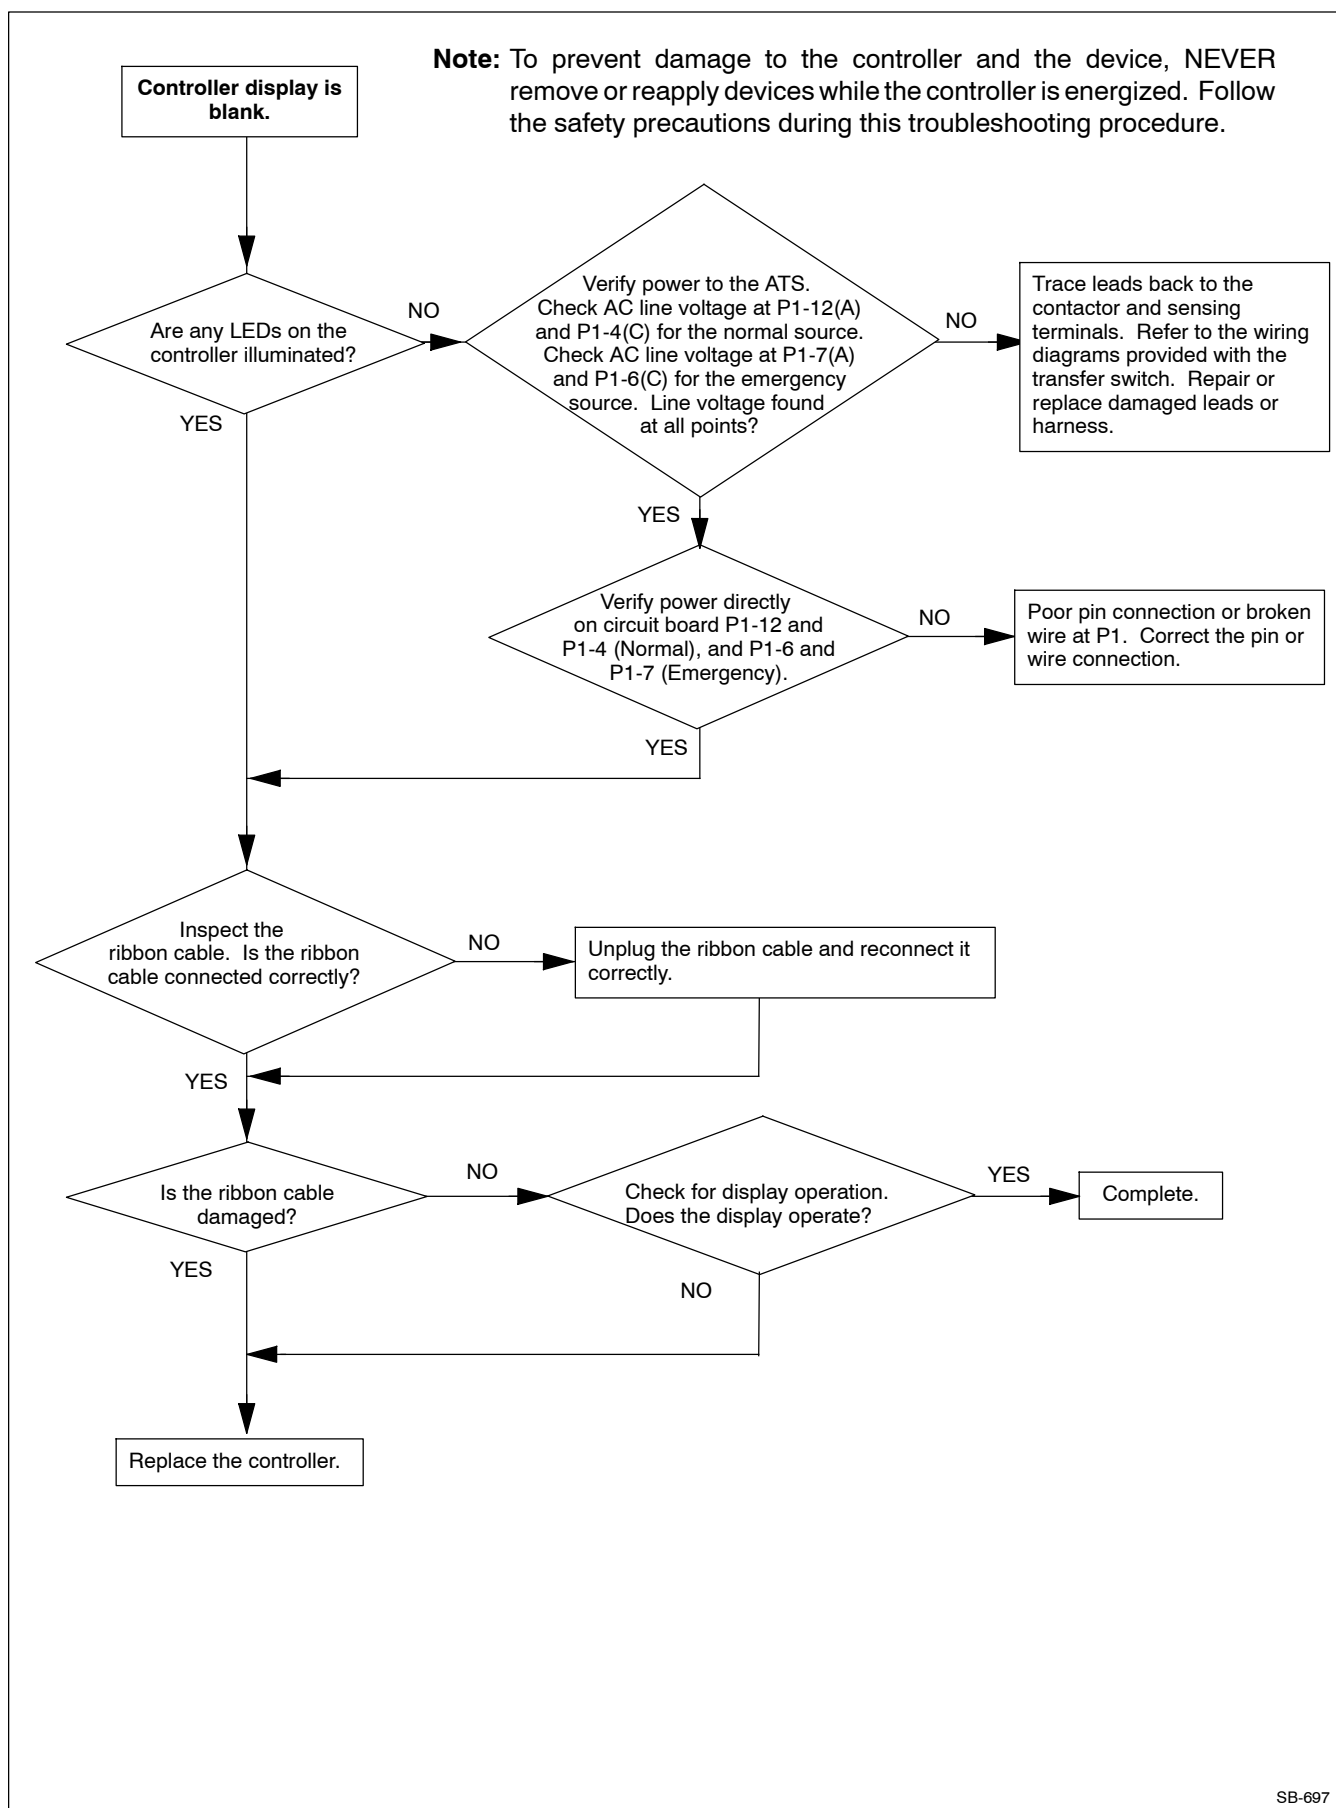 Note: To prevent damage to the controller and the device, NEVER
remove or reapply devices while the controller is energized. Follow
the safety precautions during this troubleshooting procedure.
Controller display is
blank.
Are any LEDs on the
controller illuminated?
NO
YES
Verify power to the ATS.
Check AC line voltage at P1-12(A)
and P1-4(C) for the normal source.
Check AC line voltage at P1-7(A)
and P1-6(C) for the emergency
source. Line voltage found
at all points?
NO
Trace leads back to the
contactor and sensing
terminals. Refer to the wiring
diagrams provided with the
transfer switch. Repair or
replace damaged leads or
harness.
YES
Verify power directly
on circuit board P1-12 and
P1-4 (Normal), and P1-6 and
P1-7 (Emergency).
NO
Poor pin connection or broken
wire at P1. Correct the pin or
wire connection.
YES
Inspect the
ribbon cable. Is the ribbon
cable connected correctly?
NO
Unplug the ribbon cable and reconnect it
correctly.
YES
Is the ribbon cable
damaged?
NO
Check for display operation.
Does the display operate?
YES
Complete.
YES
NO
Replace the controller.
SB-697